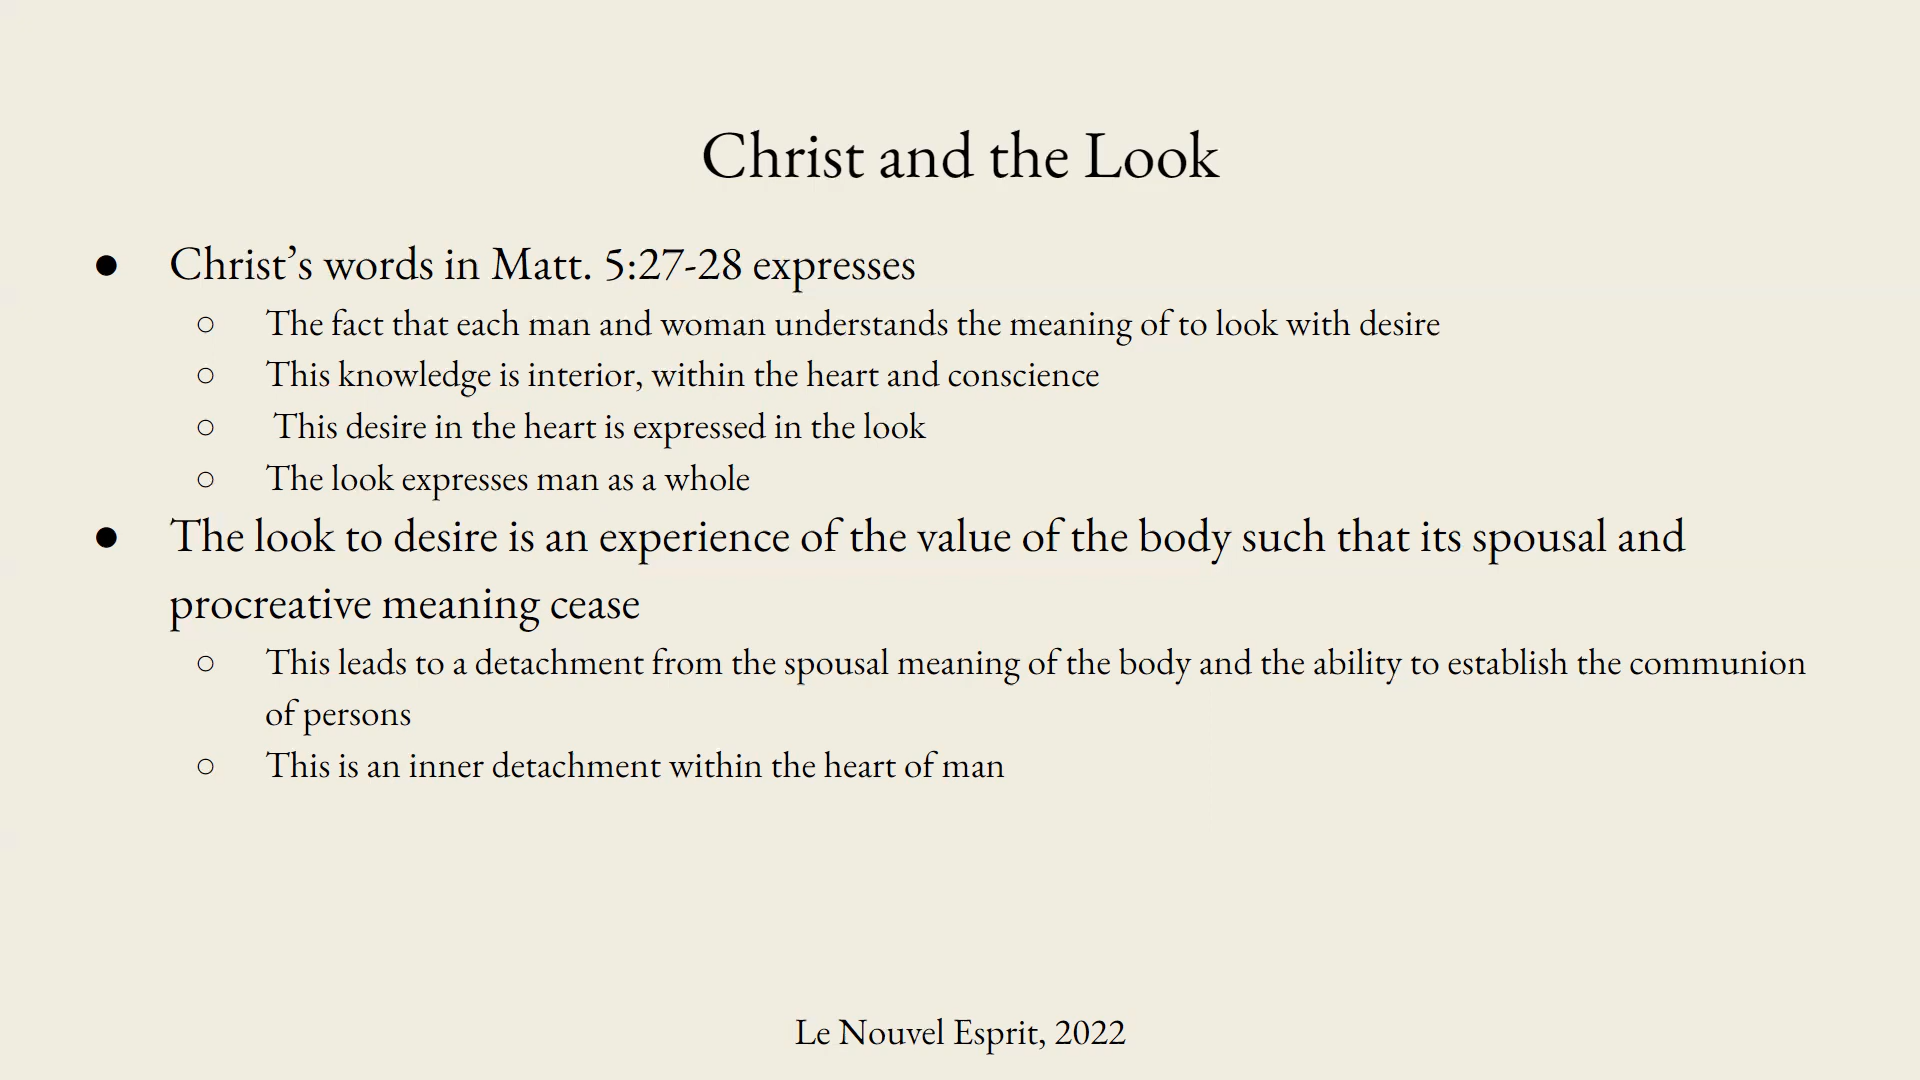 Christ and the Look
● Christ’s words in Matt. 5:27-28 expresses
○ The fact that each man and woman understands the meaning of to look with desire
○ This knowledge is interior, within the heart and conscience
○ This desire in the heart is expressed in the look
○ The look expresses man as a whole
● The look to desire is an experience of the value of the body such that its spousal and
procreative meaning cease
○ This leads to a detachment from the spousal meaning of the body and the ability to establish the communion
of persons
○ This is an inner detachment within the heart of man
Le Nouvel Esprit, 2022